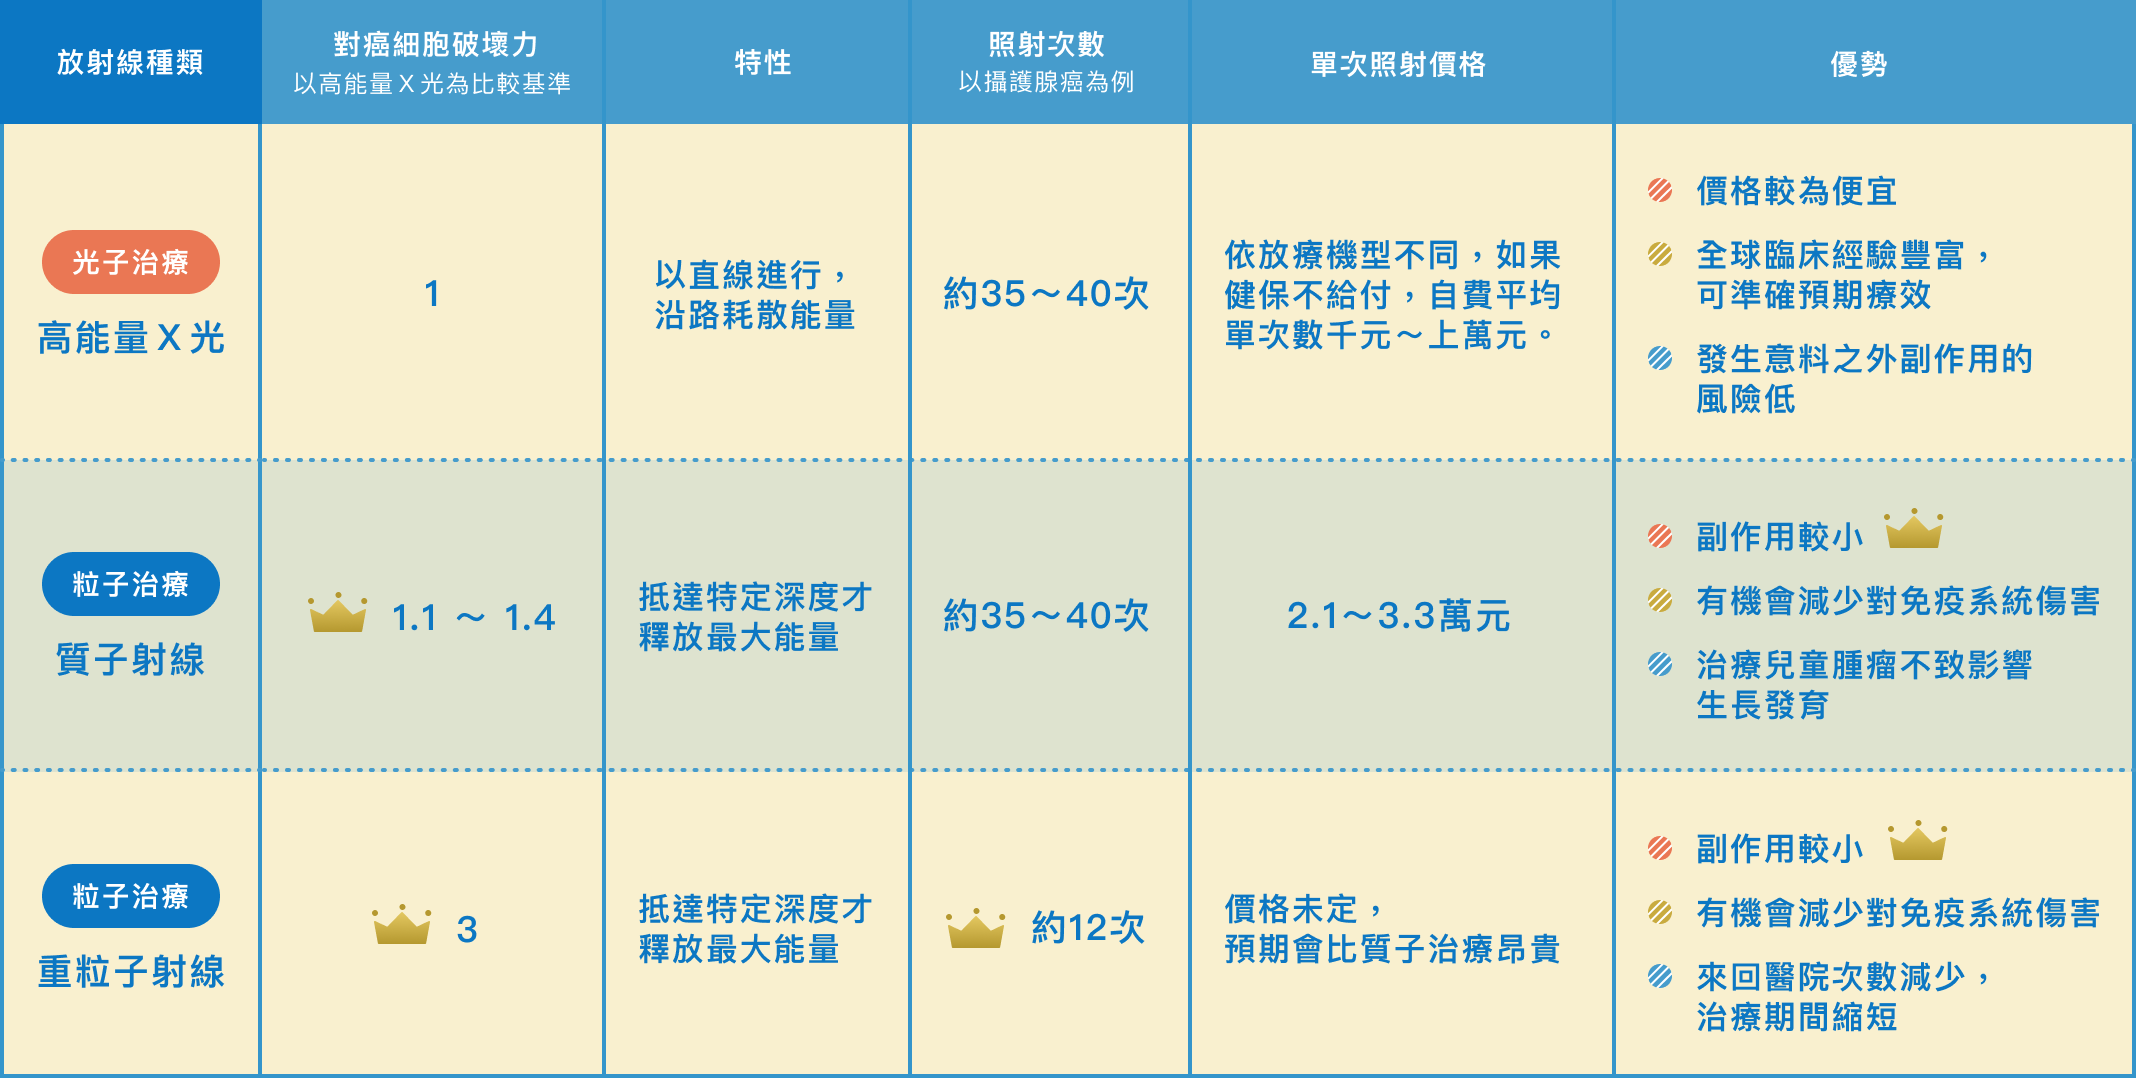 放射線種類
對癌細胞破壞力
以高能量X光為比較基準
特性
照射次數
以攝護腺癌為例
單次照射價格
優勢
光子治療
高能量X光
1
以直線進行，
沿路耗散能量
約35～40次
依放療機型不同，如果
健保不給付，自費平均
單次數千元～上萬元。
價格較為便宜
全球臨床經驗豐富，
可準確預期療效
發生意料之外副作用的
風險低
粒子治療
質子射線
1.1 ～ 1.4
抵達特定深度才
釋放最大能量
約35～40次
2.1～3.3萬元
副作用較小
有機會減少對免疫系統傷害
治療兒童腫瘤不致影響
生長發育
粒子治療
重粒子射線
3
抵達特定深度才
釋放最大能量
約12次
價格未定，
預期會比質子治療昂貴
副作用較小
有機會減少對免疫系統傷害
來回醫院次數減少，
治療期間縮短